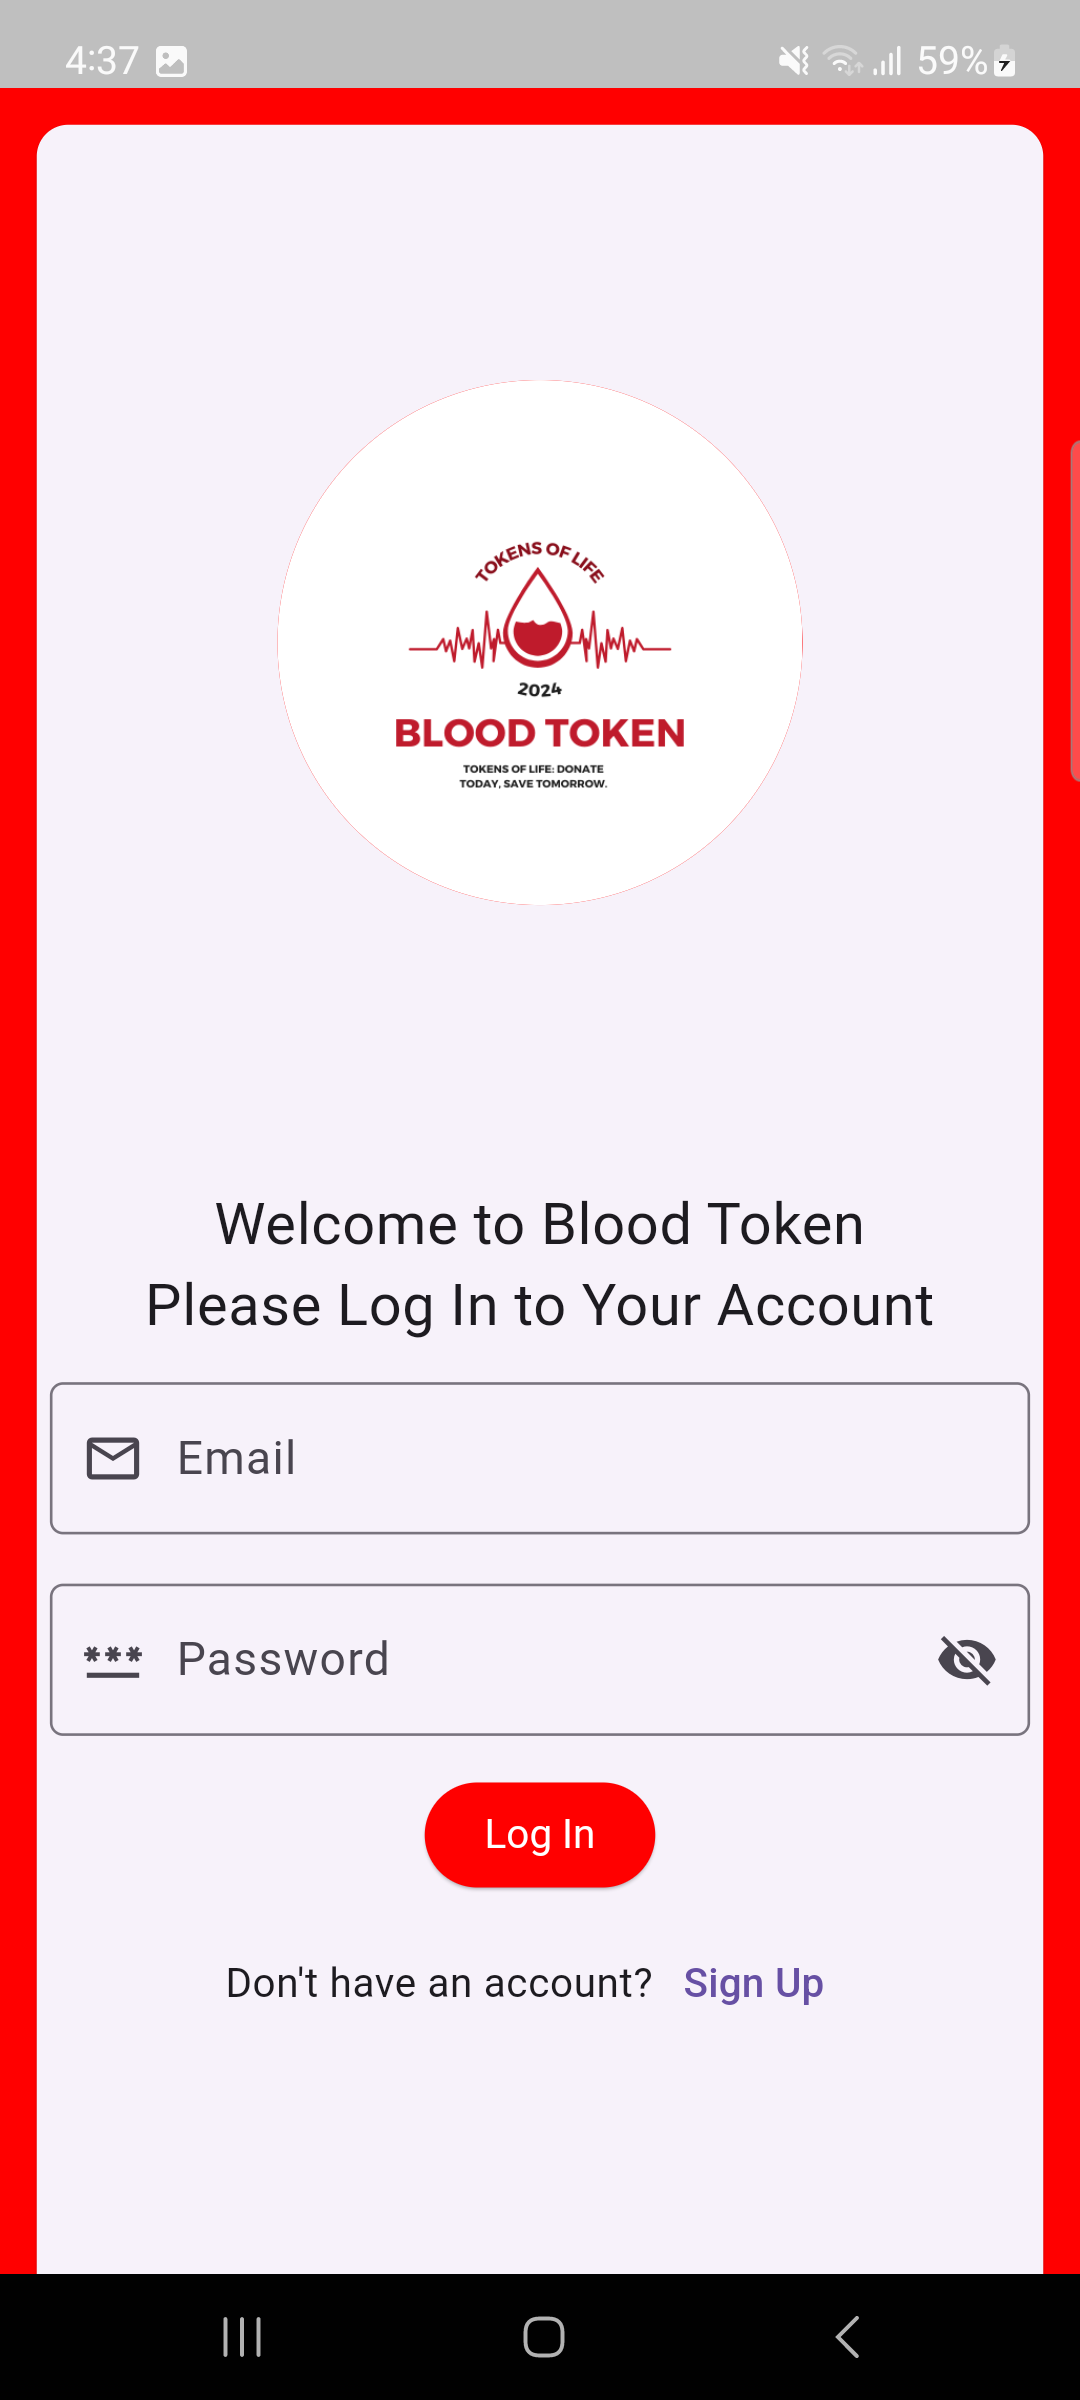 4:37
59%
TOKENS OF LIFE
2024
BLOOD TOKEN
TOKENS OF LIFE: DONATE
TODAY, SAVE TOMORROW.
Welcome to Blood Token
Please Log In to Your Account
Email
Password
Log In
Don't have an account? Sign Up